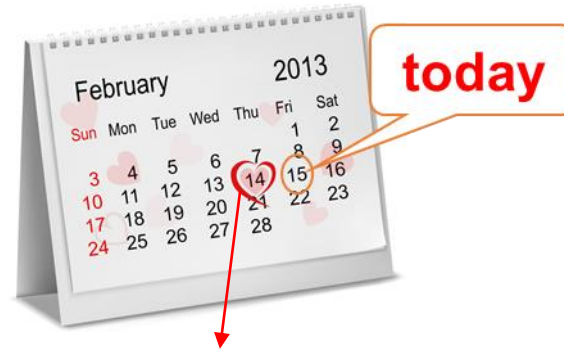 today
February 2013
Sun Mon Tue Wed Thu Fri Sat
1 2
3 4 5 6 7 8 9
10 11 12 13 14 15 16
17 18 19 20 21 22 23
24 25 26 27 28